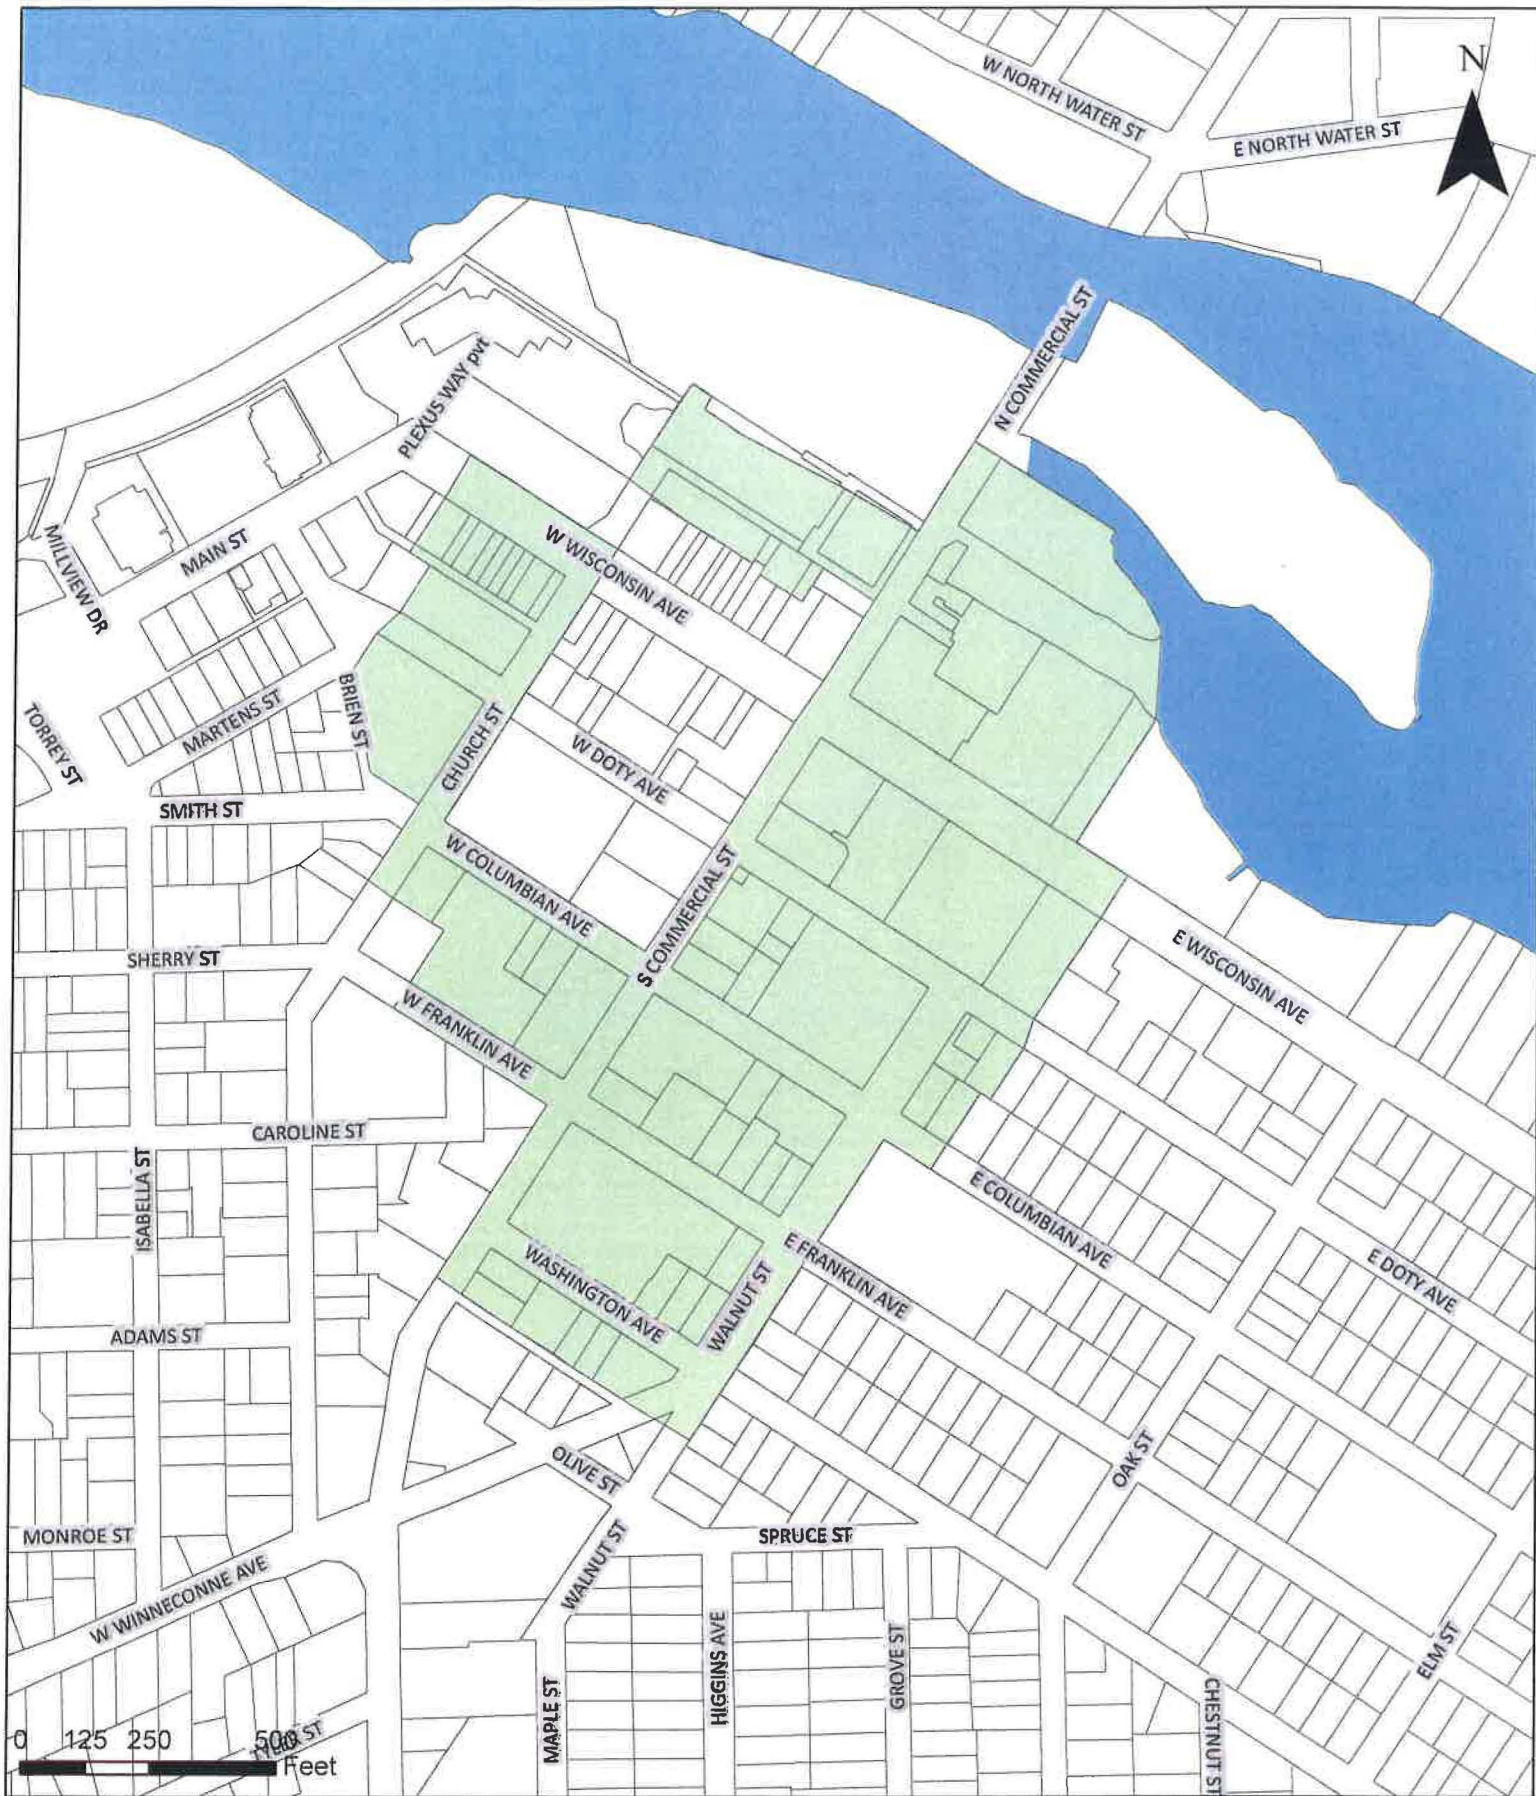 W NORTH WATER ST
N
E NORTH WATER ST
N COMMERCIAL ST
PLEXUS WAY pvt
W WISCONSIN AVE
MAIN ST
MILLVIEW DR
BRIEN ST
MARTENS ST
TORREY ST
CHURCH ST
W DOTY AVE
SMITH ST
W COLUMBIAN AVE
S COMMERCIAL ST
E WISCONSIN AVE
SHERRY ST
W FRANKLIN AVE
CAROLINE ST
ISABELLA ST
E COLUMBIAN AVE
E DOTY AVE
E FRANKLIN AVE
WASHINGTON AVE
WALNUT ST
ADAMS ST
OAK ST
OLIVE ST
MONROE ST
SPRUCE ST
WALNUT ST
W WINNECONNE AVE
HIGGINS AVE
GROVE ST
ELM ST
MAPLE ST
CHESTNUT ST
0 125 250 500
ST
Feet